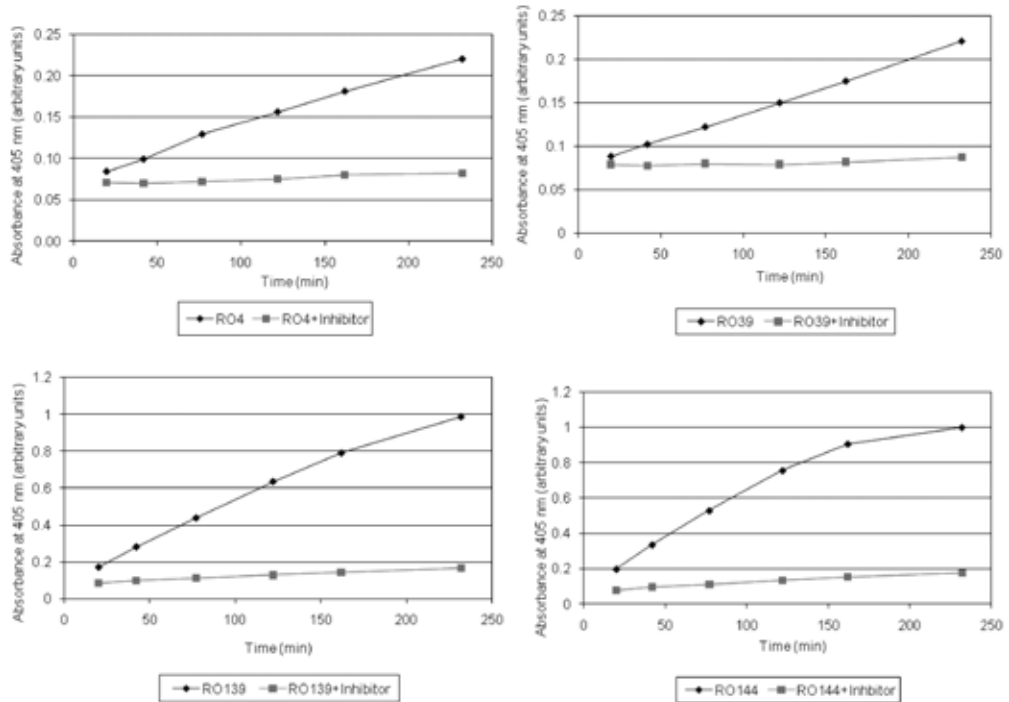 Absorbance at 405 nm (arbitrary units)
0.25
0.20
0.15
0.10
0.05
0.00
0 50 100 150 200 250
Time (min)
RO4 RO4+Inhibitor
Absorbance at 405 nm (arbitrary units)
0.25
0.2
0.15
0.1
0.05
0
0 50 100 150 200 250
Time (min)
RO39 RO39+Inhibitor
Absorbance at 405 nm (arbitrary units)
1.2
1
0.8
0.6
0.4
0.2
0
0 50 100 150 200 250
Time (min)
RO139 RO139+Inhibitor
Absorbance at 405 nm (arbitrary units)
1.2
1
0.8
0.6
0.4
0.2
0
0 50 100 150 200 250
Time (min)
RO144 RO144+Inhbitor